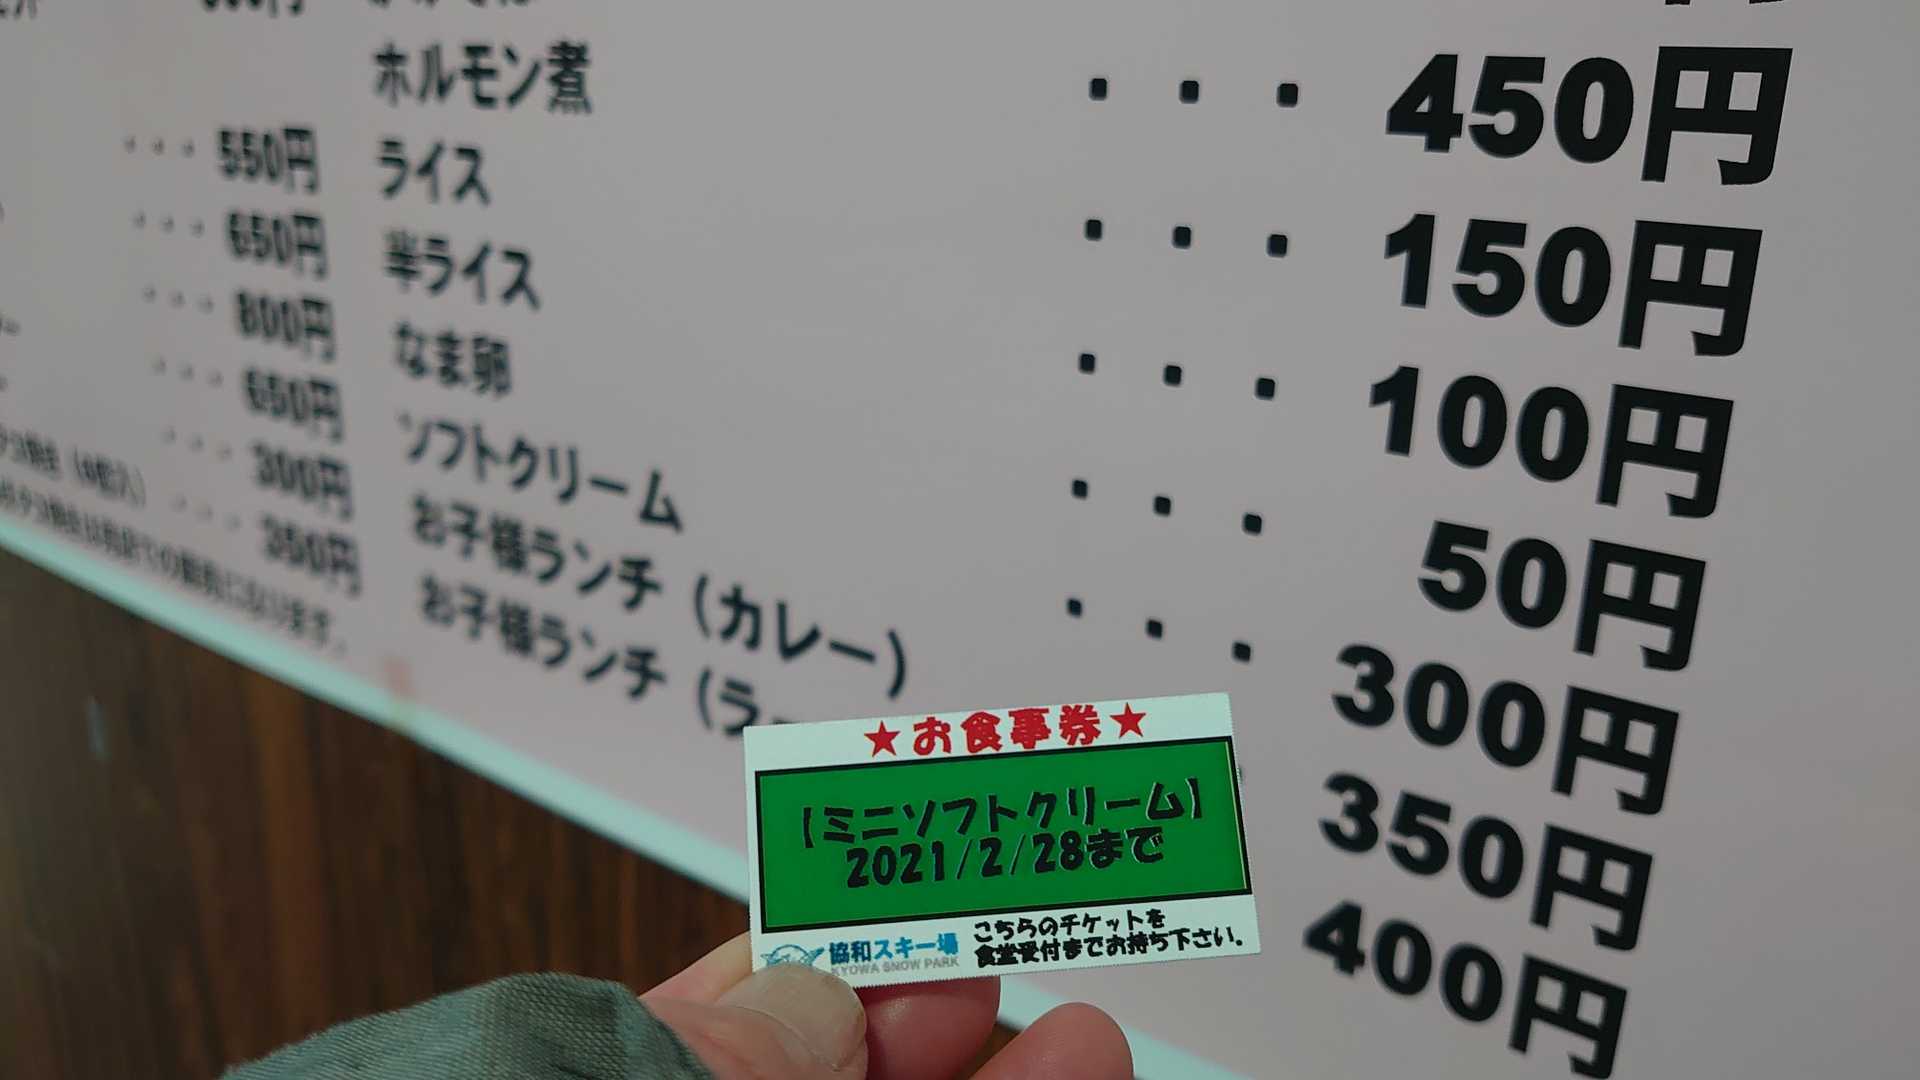 ホルモン煮 ・・・ 450円
550円 ライス ・・・ 150円
650円 半ライス ・・・ 100円
800円 なま卵 ・・・ 50円
650円 ソフトクリーム ・・・ 300円
300円 お子様ランチ（カレー） 350円
350円 お子様ランチ（ラー 400円
★お食事券★
【ミニソフトクリーム】
2021/2/28まで
協和スキー場
KYOWA SNOW PARK
こちらのチケットを
食堂受付までお持ち下さい。